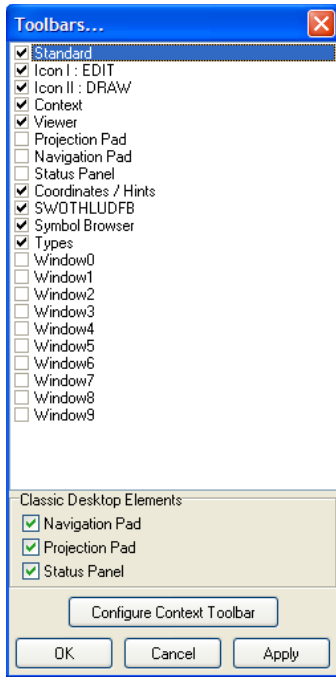 Toolbars...
Standard
Icon I : EDIT
Icon II : DRAW
Context
Viewer
Projection Pad
Navigation Pad
Status Panel
Coordinates / Hints
SWOTHLUDFB
Symbol Browser
Types
Window0
Window1
Window2
Window3
Window4
Window5
Window6
Window7
Window8
Window9
Classic Desktop Elements
Navigation Pad
Projection Pad
Status Panel
Configure Context Toolbar
OK Cancel Apply